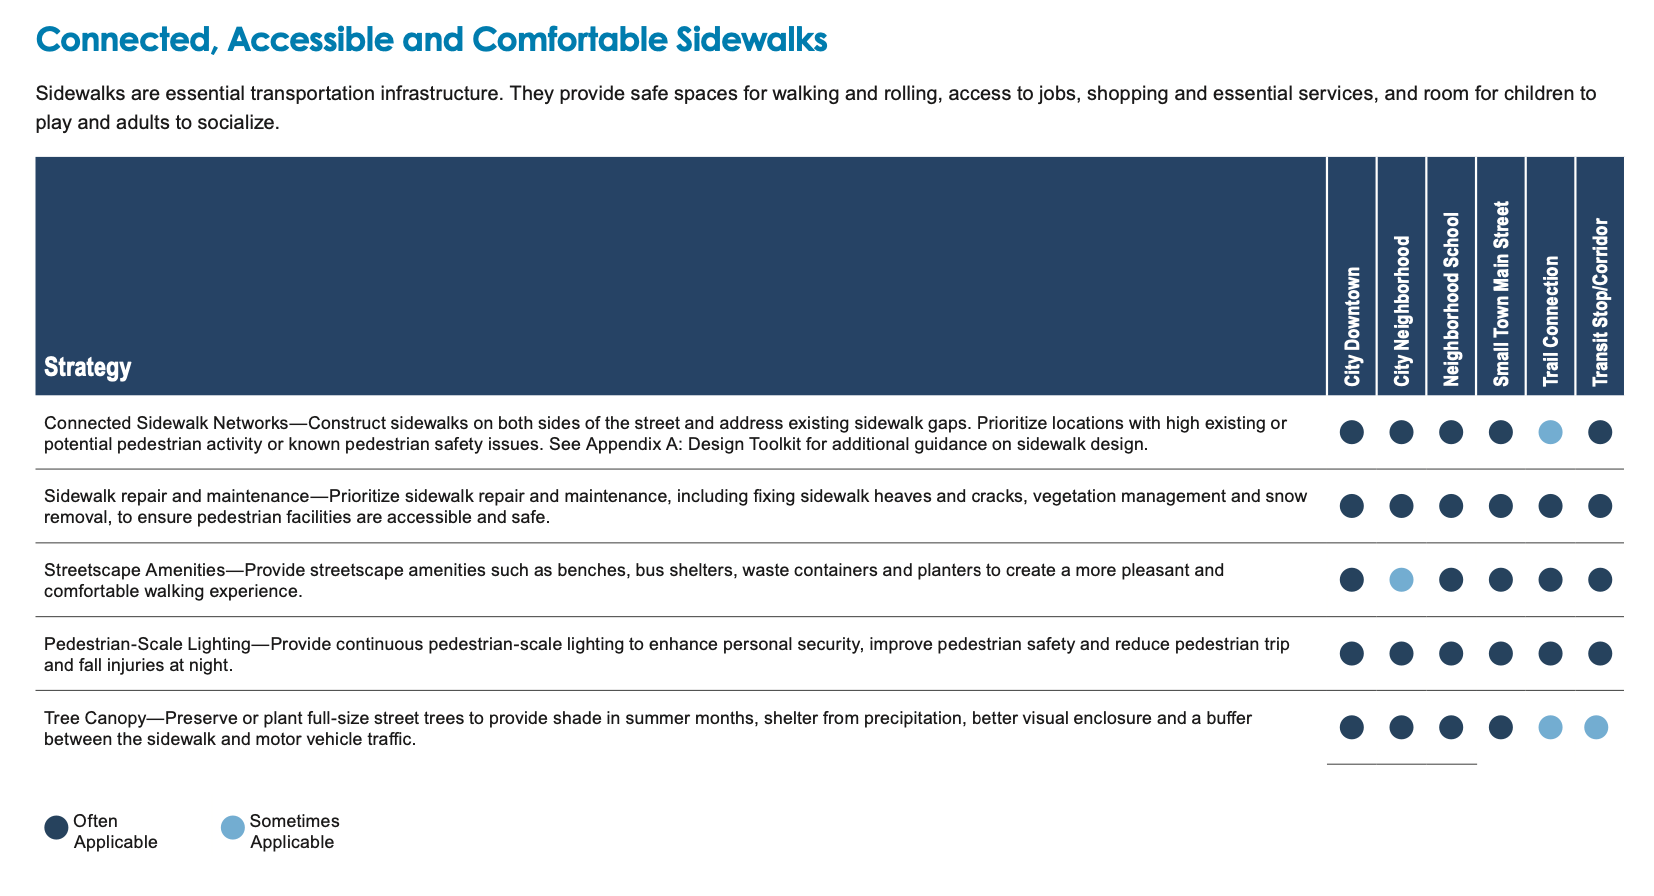 Connected, Accessible and Comfortable Sidewalks
Sidewalks are essential transportation infrastructure. They provide safe spaces for walking and rolling, access to jobs, shopping and essential services, and room for children to
play and adults to socialize.
Strategy
City Downtown
City Neighborhood
Neighborhood School
Small Town Main Street
Trail Connection
Transit Stop/Corridor
Connected Sidewalk Networks—Construct sidewalks on both sides of the street and address existing sidewalk gaps. Prioritize locations with high existing or
potential pedestrian activity or known pedestrian safety issues. See Appendix A: Design Toolkit for additional guidance on sidewalk design.
Sidewalk repair and maintenance—Prioritize sidewalk repair and maintenance, including fixing sidewalk heaves and cracks, vegetation management and snow
removal, to ensure pedestrian facilities are accessible and safe.
Streetscape Amenities—Provide streetscape amenities such as benches, bus shelters, waste containers and planters to create a more pleasant and
comfortable walking experience.
Pedestrian-Scale Lighting—Provide continuous pedestrian-scale lighting to enhance personal security, improve pedestrian safety and reduce pedestrian trip
and fall injuries at night.
Tree Canopy—Preserve or plant full-size street trees to provide shade in summer months, shelter from precipitation, better visual enclosure and a buffer
between the sidewalk and motor vehicle traffic.
Often
Applicable
Sometimes
Applicable